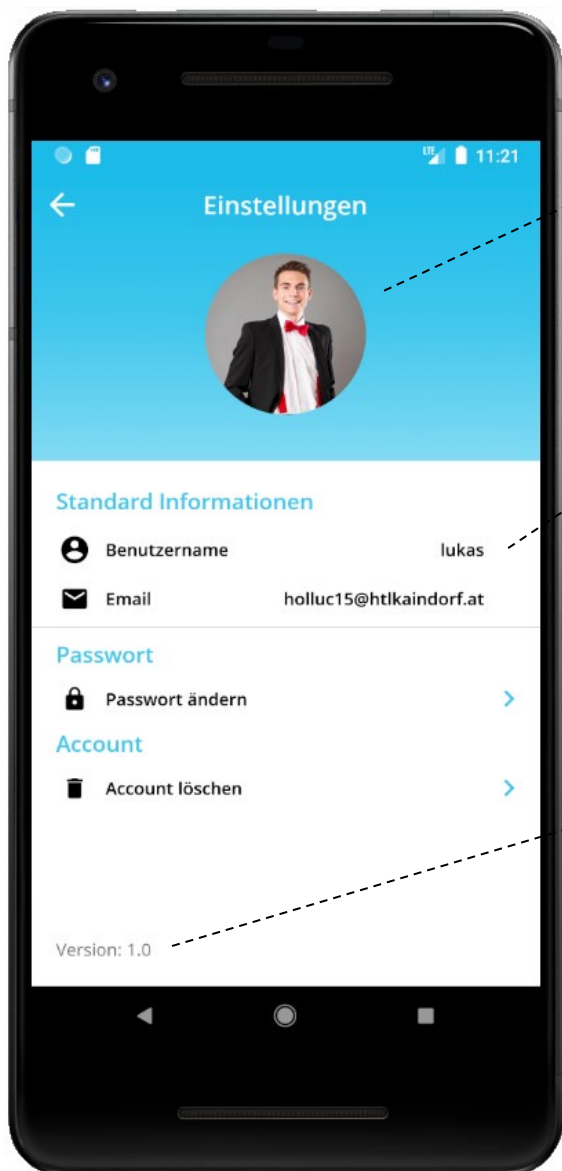 LTE 11:21
Einstellungen
Standard Informationen
Benutzername lukas
Email holluc15@htlkaindorf.at
Passwort
Passwort ändern
Account
Account löschen
Version: 1.0